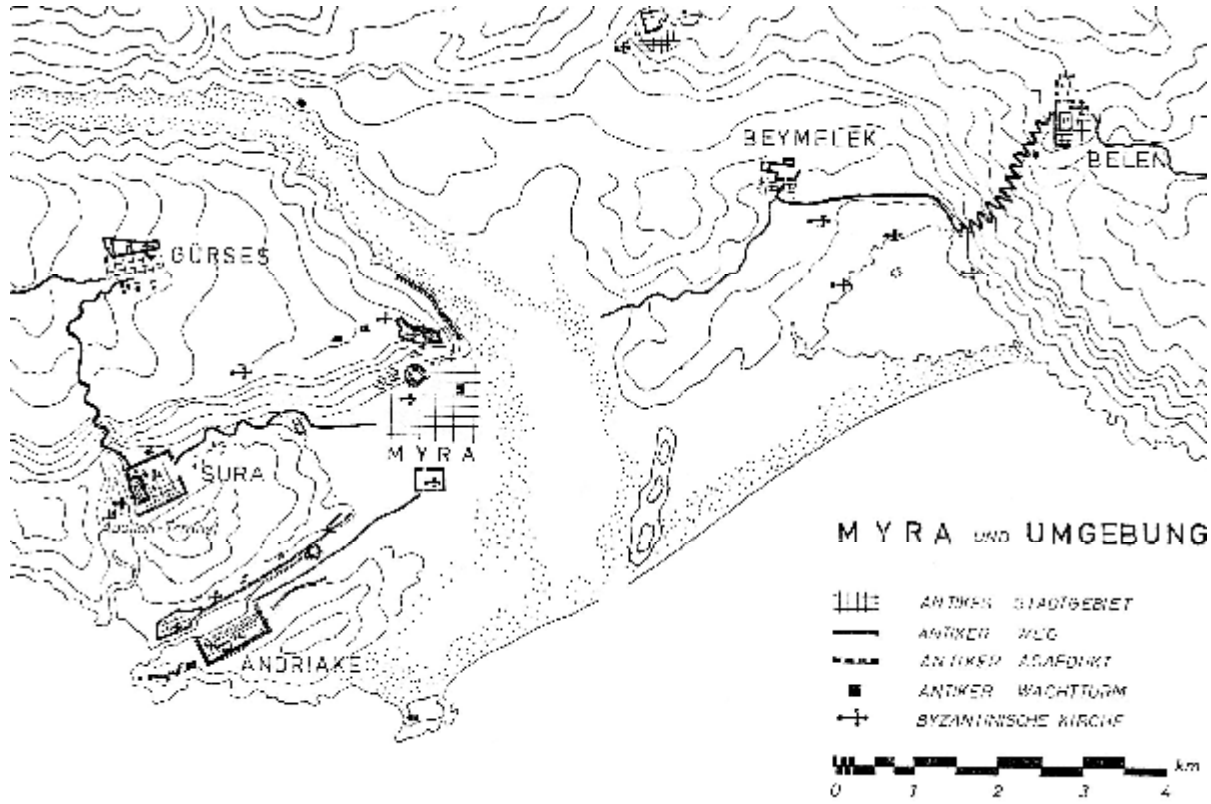 BEYMELEK
BELEN
GÜRSES
MYRA
SURA
ANDRIAKE
MYRA UND UMGEBUNG
ANTIKES STADTGEBIET
ANTIKER WEG
ANTIKER
ANTIKER WACHTTURM
BYZANTINISCHE KIRCHE
km
0 1 2 3 4